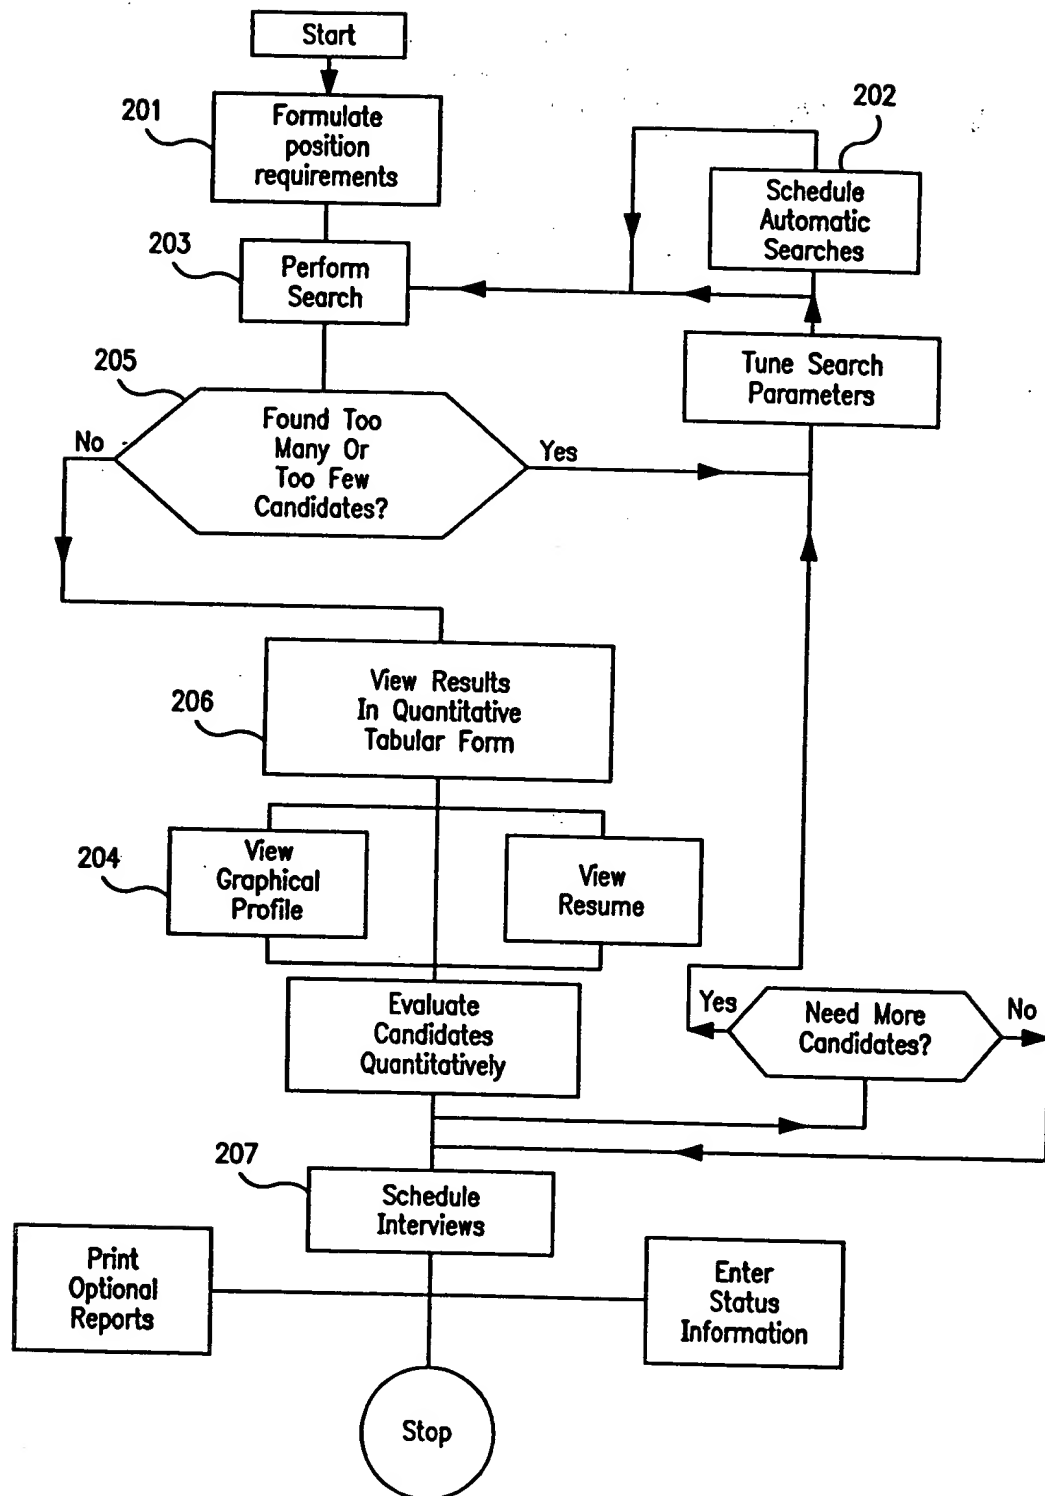 Start
201
Formulate
position
requirements
202
Schedule
Automatic
Searches
203
Perform
Search
Tune Search
Parameters
205
Found Too
Many Or
Too Few
Candidates?
No
Yes
View Results
In Quantitative
Tabular Form
206
204
View
Graphical
Profile
View
Resume
Evaluate
Candidates
Quantitatively
Yes
Need More
Candidates?
No
207
Schedule
Interviews
Print
Optional
Reports
Enter
Status
Information
Stop